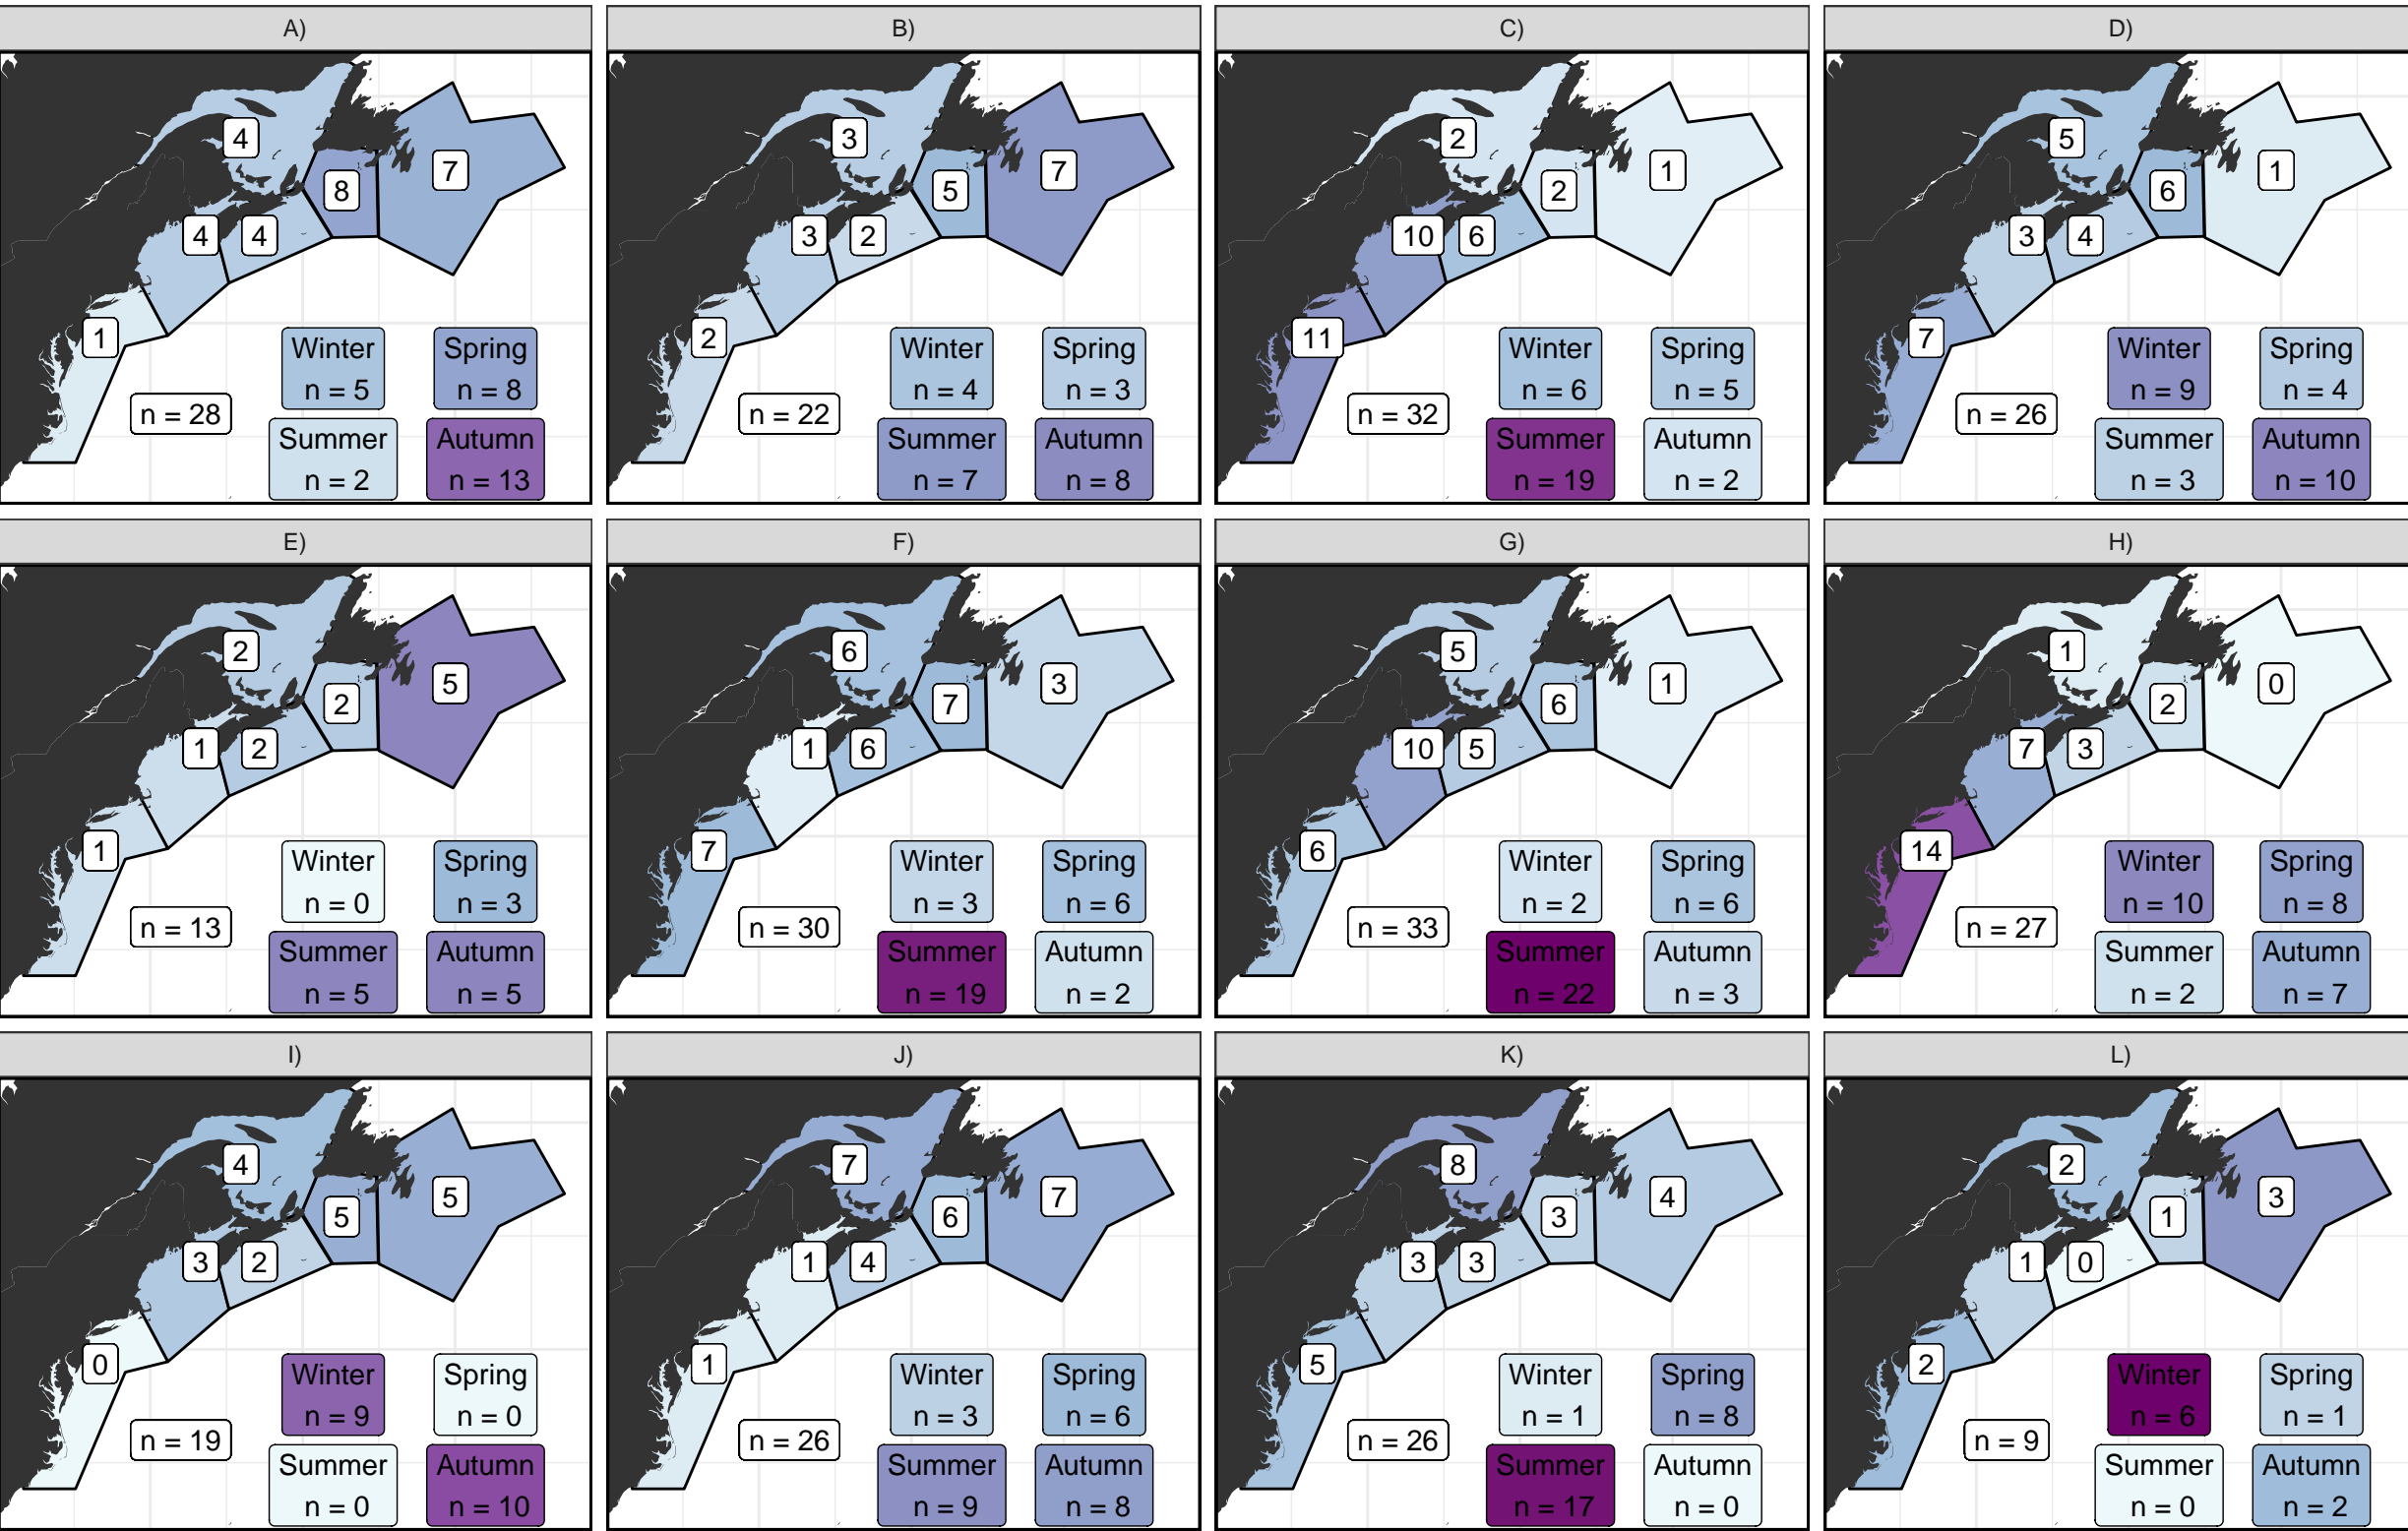 A)
4
8
7
4
4
1
Winter
n = 5
Spring
n = 8
n = 28
Summer
n = 2
Autumn
n = 13
B)
3
5
7
3
2
2
Winter
n = 4
Spring
n = 3
n = 22
Summer
n = 7
Autumn
n = 8
C)
2
2
1
10
6
11
Winter
n = 6
Spring
n = 5
n = 32
Summer
n = 19
Autumn
n = 2
D)
5
6
1
3
4
7
Winter
n = 9
Spring
n = 4
n = 26
Summer
n = 3
Autumn
n = 10
E)
2
2
5
1
2
1
Winter
n = 0
Spring
n = 3
n = 13
Summer
n = 5
Autumn
n = 5
F)
6
7
3
1
6
7
Winter
n = 3
Spring
n = 6
n = 30
Summer
n = 19
Autumn
n = 2
G)
5
6
1
10
5
6
Winter
n = 2
Spring
n = 6
n = 33
Summer
n = 22
Autumn
n = 3
H)
1
2
0
7
3
14
Winter
n = 10
Spring
n = 8
n = 27
Summer
n = 2
Autumn
n = 7
I)
4
5
5
3
2
0
Winter
n = 9
Spring
n = 0
n = 19
Summer
n = 0
Autumn
n = 10
J)
7
6
7
1
4
1
Winter
n = 3
Spring
n = 6
n = 26
Summer
n = 9
Autumn
n = 8
K)
8
3
4
3
3
5
Winter
n = 1
Spring
n = 8
n = 26
Summer
n = 17
Autumn
n = 0
L)
2
1
3
1
0
2
Winter
n = 6
Spring
n = 1
n = 9
Summer
n = 0
Autumn
n = 2